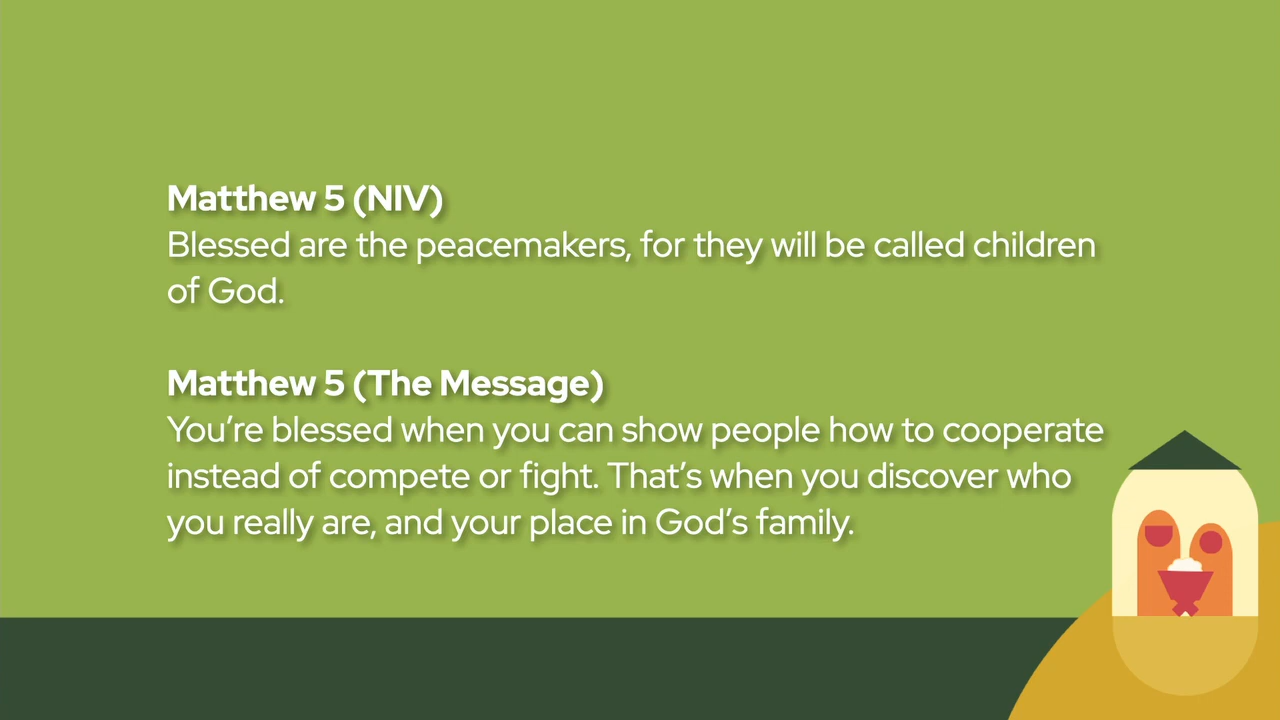 Matthew 5 (NIV)
Blessed are the peacemakers, for they will be called children
of God.
Matthew 5 (The Message)
You’re blessed when you can show people how to cooperate
instead of compete or fight. That’s when you discover who
you really are, and your place in God’s family.